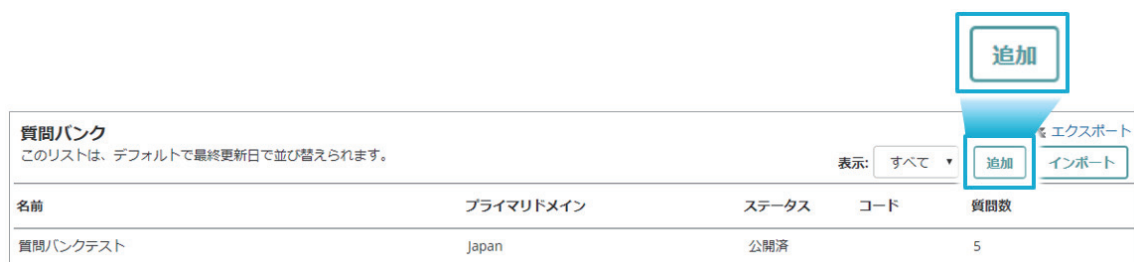 追加
質問バンク
エクスポート
このリストは、デフォルトで最終更新日で並び替えられます。
表示: すべて 追加 インポート
名前 プライマリドメイン ステータス コード 質問数
質問バンクテスト Japan 公開済 5